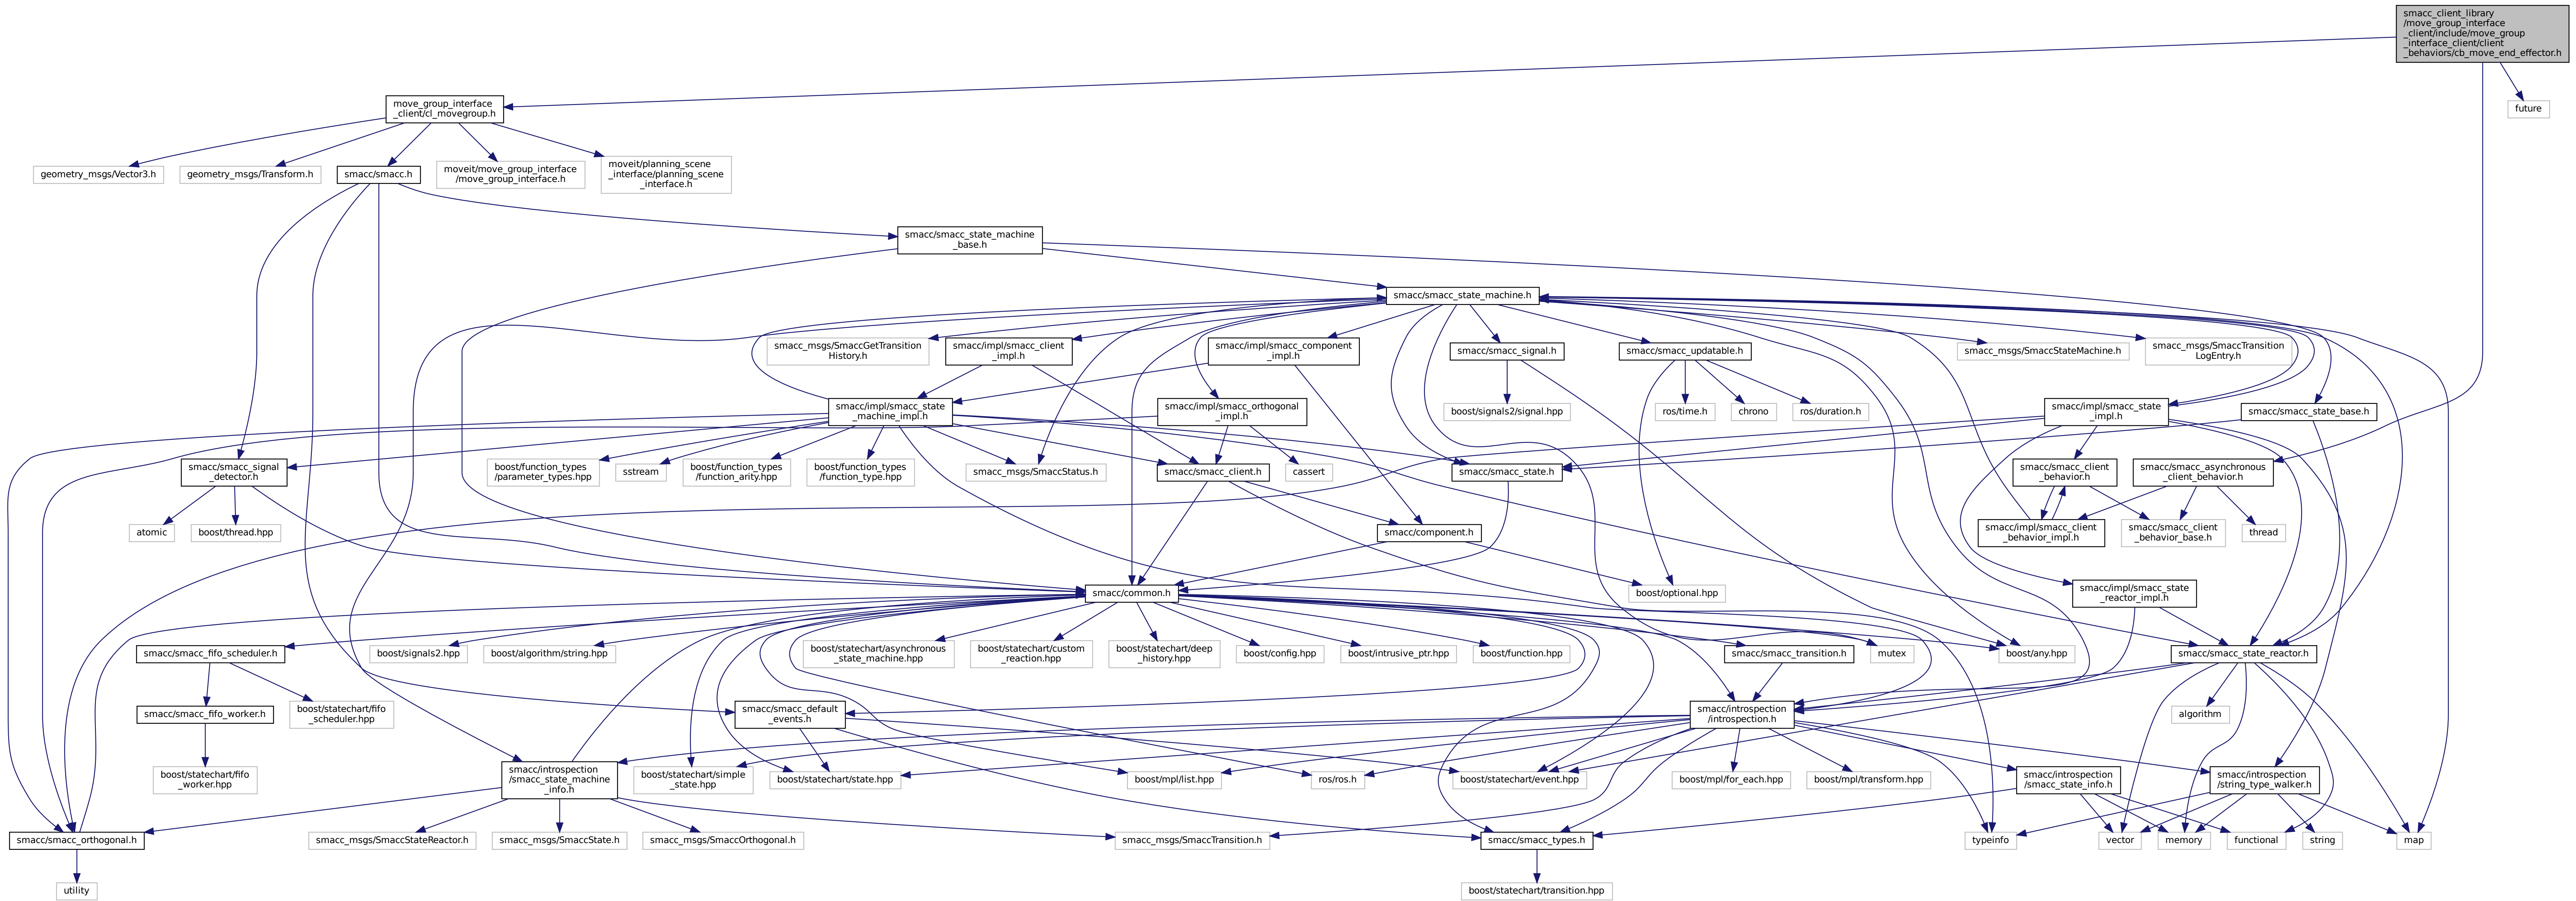 smacc_client_library
/move_group_interface
_client/include/move_group
_interface_client/client
_behaviors/cb_move_end_effector.h
move_group_interface
_client/cl_movegroup.h
future
geometry_msgs/Vector3.h
geometry_msgs/Transform.h
smacc/smacc.h
moveit/move_group_interface
/move_group_interface.h
moveit/planning_scene
_interface/planning_scene
_interface.h
smacc/smacc_state_machine
_base.h
smacc/smacc_state_machine.h
smacc_msgs/SmaccGetTransition
History.h
smacc/impl/smacc_client
_impl.h
smacc/impl/smacc_component
_impl.h
smacc/smacc_signal.h
smacc/smacc_updatable.h
smacc_msgs/SmaccStateMachine.h
smacc_msgs/SmaccTransition
LogEntry.h
smacc/impl/smacc_state
_machine_impl.h
smacc/impl/smacc_orthogonal
_impl.h
boost/signals2/signal.hpp
ros/time.h
chrono
ros/duration.h
smacc/impl/smacc_state
_impl.h
smacc/smacc_state_base.h
smacc/smacc_signal
_detector.h
boost/function_types
/parameter_types.hpp
sstream
boost/function_types
/function_arity.hpp
boost/function_types
/function_type.hpp
smacc_msgs/SmaccStatus.h
smacc/smacc_client.h
cassert
smacc/smacc_state.h
smacc/smacc_client
_behavior.h
smacc/smacc_asynchronous
_client_behavior.h
atomic
boost/thread.hpp
smacc/component.h
smacc/impl/smacc_client
_behavior_impl.h
smacc/smacc_client
_behavior_base.h
thread
smacc/common.h
boost/optional.hpp
smacc/impl/smacc_state
_reactor_impl.h
smacc/smacc_fifo_scheduler.h
boost/signals2.hpp
boost/algorithm/string.hpp
boost/statechart/asynchronous
_state_machine.hpp
boost/statechart/custom
_reaction.hpp
boost/statechart/deep
_history.hpp
boost/config.hpp
boost/intrusive_ptr.hpp
boost/function.hpp
smacc/smacc_transition.h
mutex
boost/any.hpp
smacc/smacc_state_reactor.h
smacc/smacc_fifo_worker.h
boost/statechart/fifo
_scheduler.hpp
smacc/smacc_default
_events.h
smacc/introspection
/introspection.h
algorithm
boost/statechart/fifo
_worker.hpp
smacc/introspection
/smacc_state_machine
_info.h
boost/statechart/simple
_state.hpp
boost/statechart/state.hpp
boost/mpl/list.hpp
ros/ros.h
boost/statechart/event.hpp
boost/mpl/for_each.hpp
boost/mpl/transform.hpp
smacc/introspection
/smacc_state_info.h
smacc/introspection
/string_type_walker.h
smacc/smacc_orthogonal.h
smacc_msgs/SmaccStateReactor.h
smacc_msgs/SmaccState.h
smacc_msgs/SmaccOrthogonal.h
smacc_msgs/SmaccTransition.h
smacc/smacc_types.h
typeinfo
vector
memory
functional
string
map
utility
boost/statechart/transition.hpp